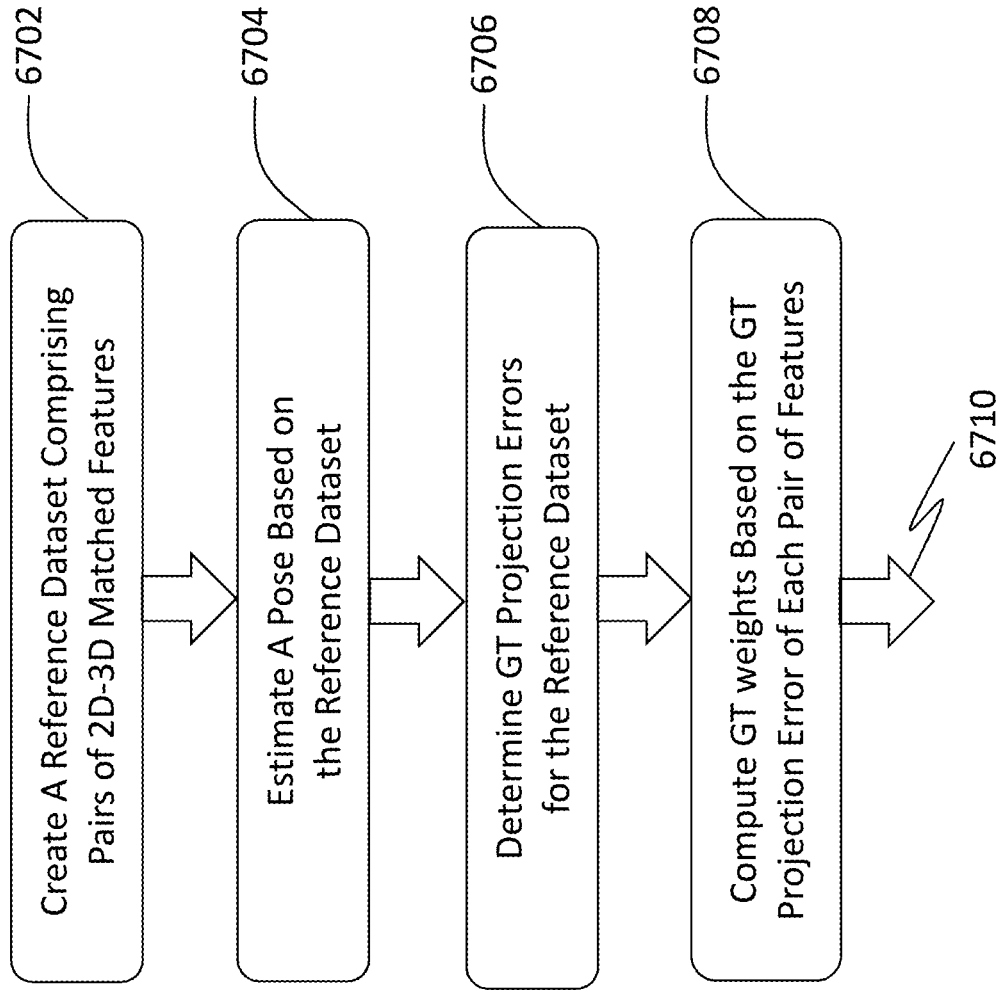 Create A Reference Dataset Comprising
Pairs of 2D-3D Matched Features
6702
Estimate A Pose Based on
the Reference Dataset
6704
Determine GT Projection Errors
for the Reference Dataset
6706
Compute GT weights Based on the GT
Projection Error of Each Pair of Features
6708
6710